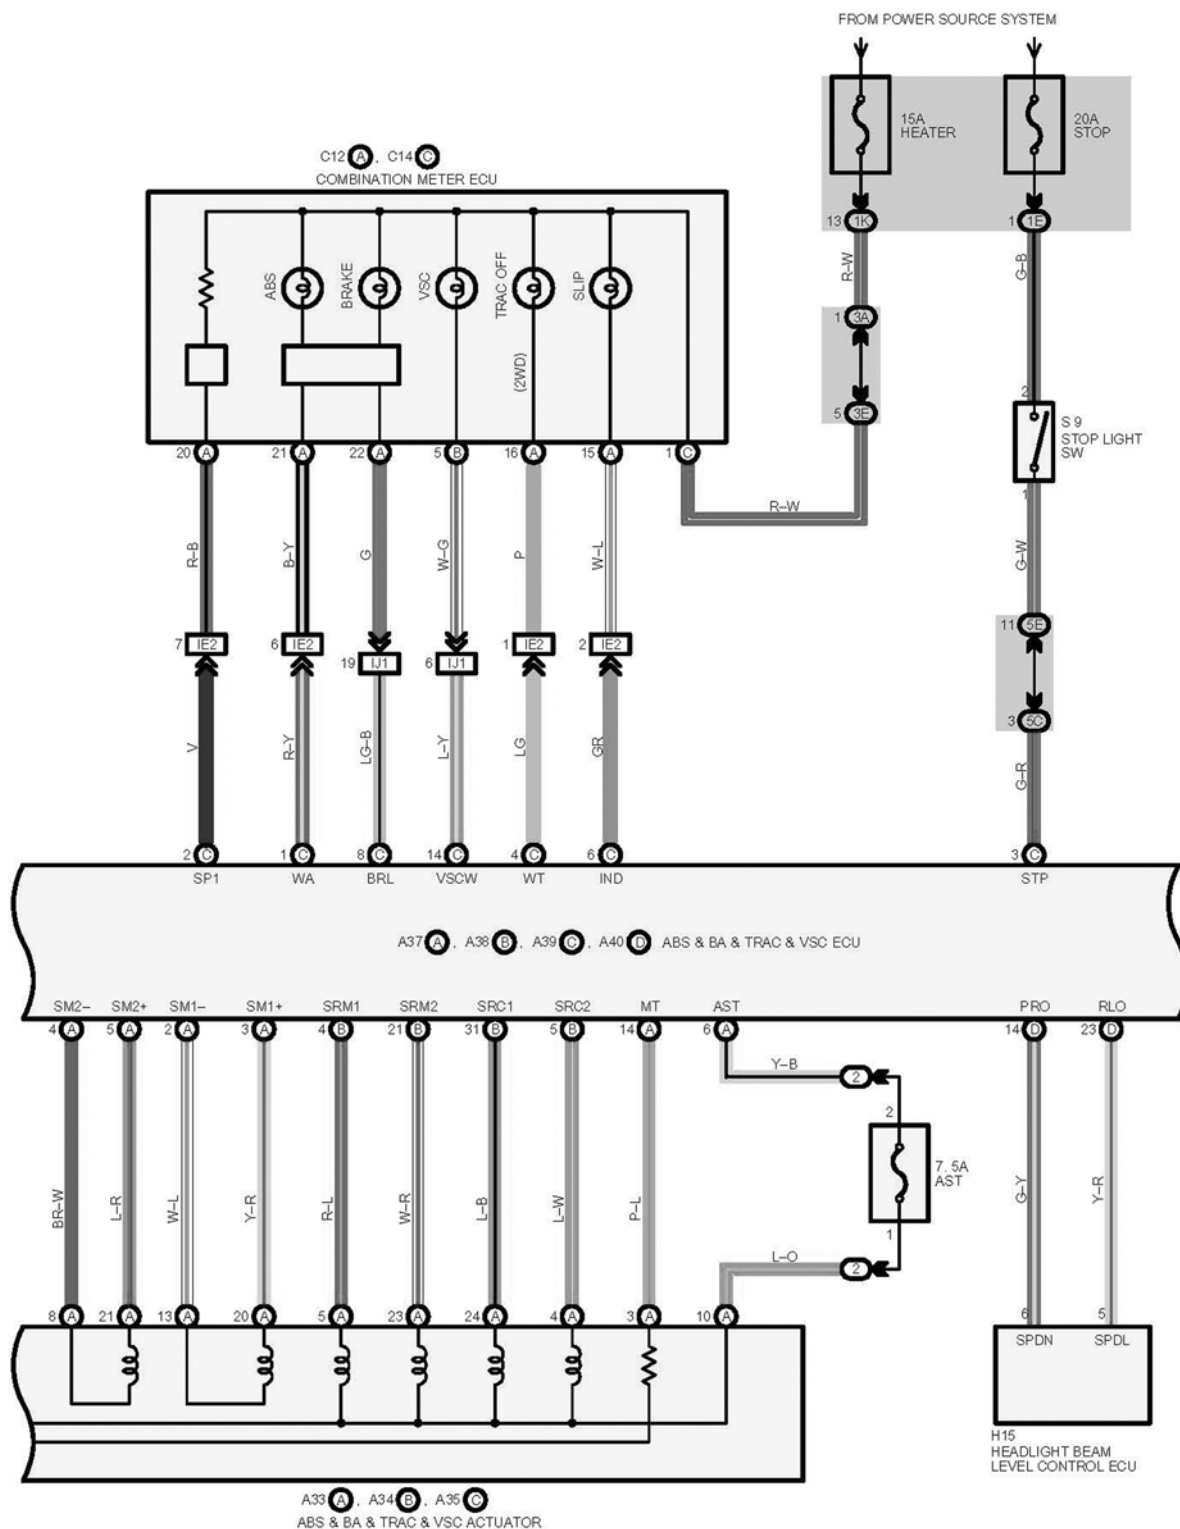 FROM POWER SOURCE SYSTEM
15A
HEATER
20A
STOP
C12 A , C14 C
COMBINATION METER ECU
13 1K
1 1E
R–W
G–B
ABS
BRAKE
VSC
TRAC OFF
SLIP
(2WD)
1 3A
5 3E
2
S 9
STOP LIGHT
SW
1
20 A
21 A
22 A
5 B
16 A
15 A
1 C
R–W
R–B
B–Y
G
W–G
P
W–L
G–W
7 IE2
6 IE2
19 IJ1
6 IJ1
1 IE2
2 IE2
11 5E
3 5C
V
R–Y
LG–B
L–Y
LG
GR
G–R
2 C
1 C
8 C
14 C
4 C
6 C
3 C
SP1
WA
BRL
VSCW
WT
IND
STP
A37 A , A38 B , A39 C , A40 D ABS & BA & TRAC & VSC ECU
SM2–
SM2+
SM1–
SM1+
SRM1
SRM2
SRC1
SRC2
MT
AST
PRO
RLO
4 A
5 A
2 A
3 A
4 B
21 B
31 B
5 B
14 A
6 A
14 D
23 D
Y–B
2
2
7. 5A
AST
1
BR–W
L–R
W–L
Y–R
R–L
W–R
L–B
L–W
P–L
G–Y
Y–R
L–O
2
8 A
21 A
13 A
20 A
5 A
23 A
24 A
4 A
3 A
10 A
6
5
SPDN
SPDL
H15
HEADLIGHT BEAM
LEVEL CONTROL ECU
A33 A , A34 B , A35 C
ABS & BA & TRAC & VSC ACTUATOR